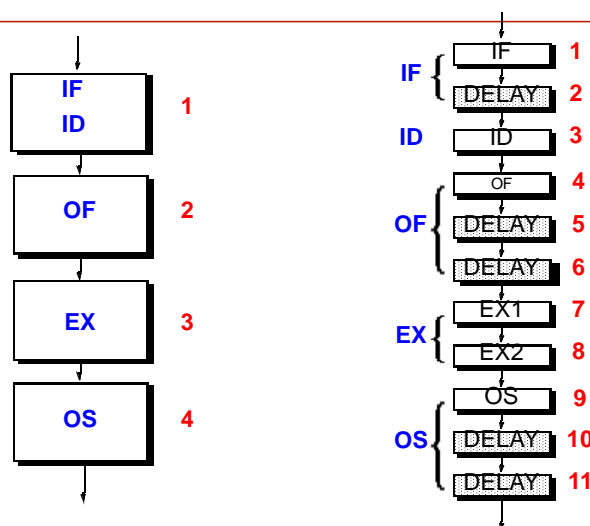 IF
ID
1
OF
2
EX
3
OS
4
IF
IF
1
DELAY
2
ID
ID
3
OF
OF
4
DELAY
5
DELAY
6
EX
EX1
7
EX2
8
OS
OS
9
DELAY
10
DELAY
11